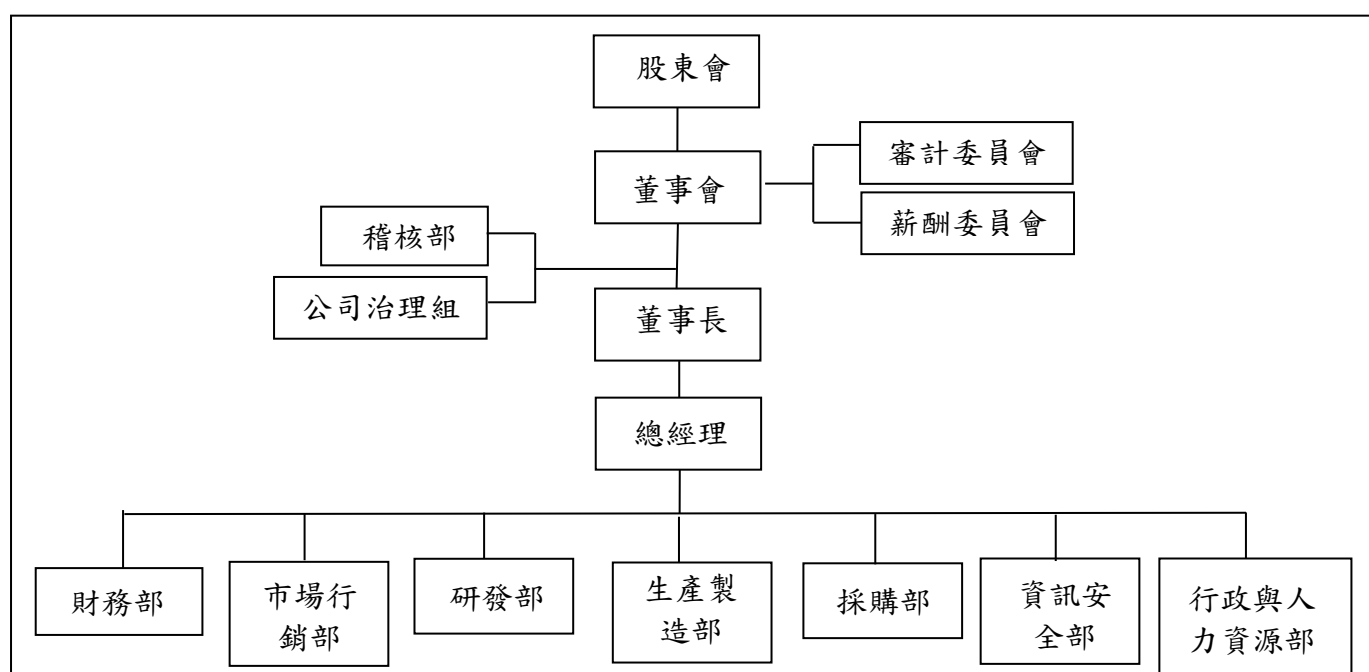 股東會
審計委員會
董事會
薪酬委員會
稽核部
公司治理組
董事長
總經理
財務部
市場行
銷部
研發部
生產製
造部
採購部
資訊安
全部
行政與人
力資源部